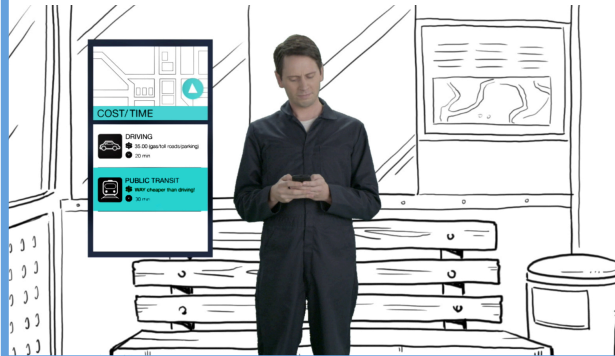 COST/TIME
DRIVING
35.00 (gas/toll roads/parking)
20 min
PUBLIC TRANSIT
WAY cheaper than driving!
30 min